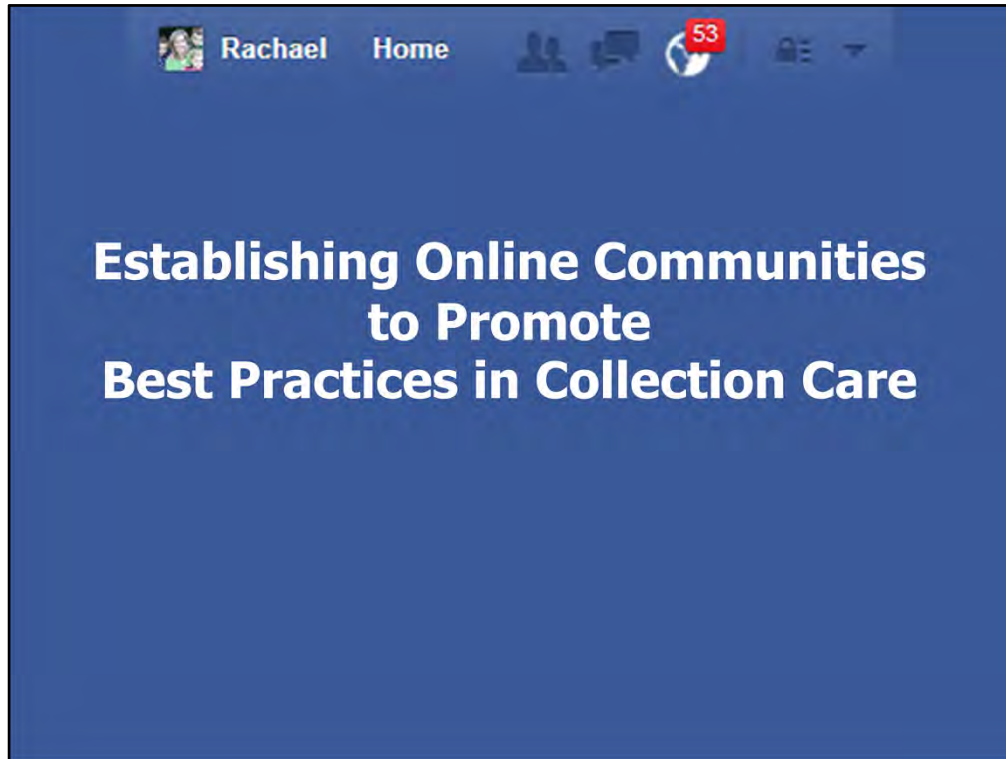 Rachael Home 53
Establishing Online Communities
to Promote
Best Practices in Collection Care